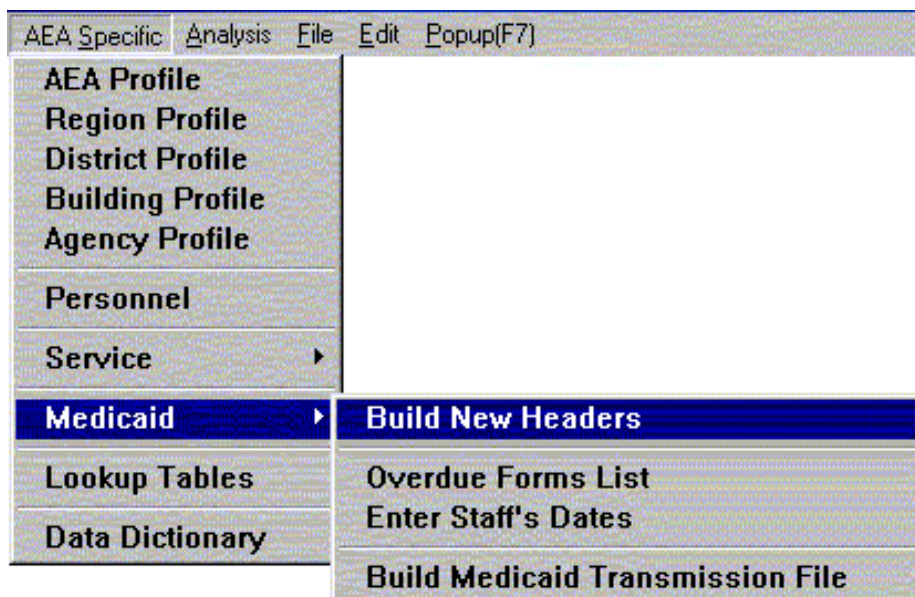 AEA Specific Analysis File Edit Popup(F7)
AEA Profile
Region Profile
District Profile
Building Profile
Agency Profile
Personnel
Service
Medicaid
Build New Headers
Lookup Tables
Overdue Forms List
Enter Staff's Dates
Data Dictionary
Build Medicaid Transmission File